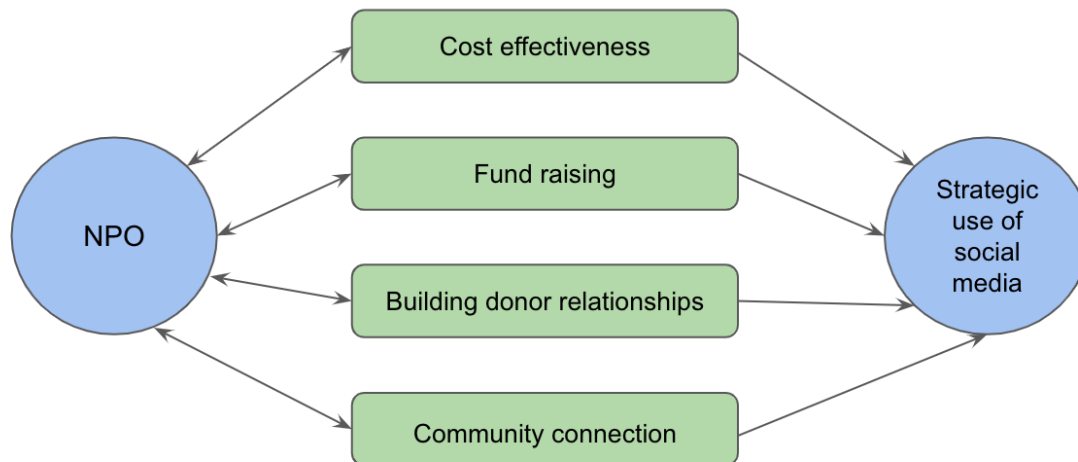 Cost effectiveness
Fund raising
NPO
Strategic
use of
social
media
Building donor relationships
Community connection